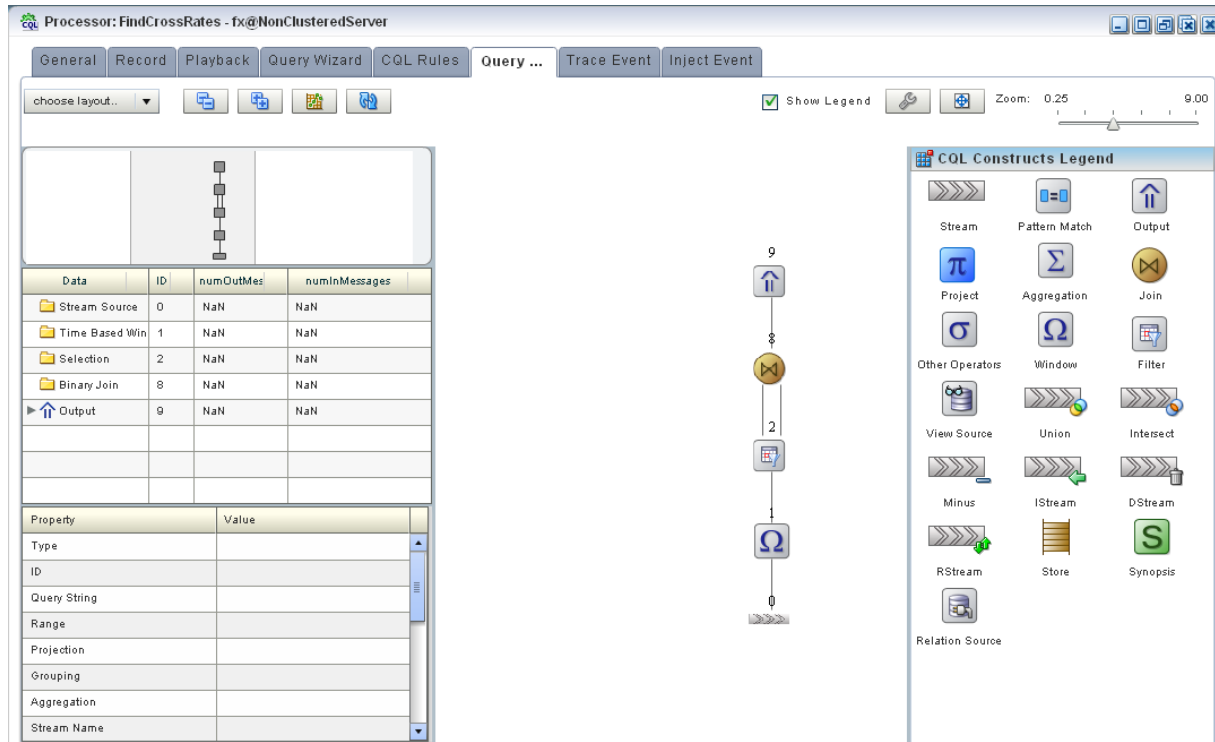 CQL Processor: FindCrossRates - fx@NonClusteredServer
General Record Playback Query Wizard CQL Rules Query ... Trace Event Inject Event
choose layout.. Show Legend Zoom: 0.25 9.00
Data ID numOutMes numInMessages
Stream Source 0 NaN NaN
Time Based Win 1 NaN NaN
Selection 2 NaN NaN
Binary Join 8 NaN NaN
Output 9 NaN NaN
Property Value
Type
ID
Query String
Range
Projection
Grouping
Aggregation
Stream Name
9
8
2
1
0
CQL Constructs Legend
Stream Pattern Match Output
π Σ
Project Aggregation Join
σ Ω
Other Operators Window Filter
View Source Union Intersect
Minus IStream DStream
S
RStream Store Synopsis
Relation Source
Ω